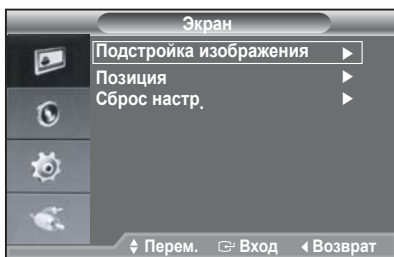 Экран
Подстройка изображения
Позиция
Сброс настр.
Перем. Вход Возврат